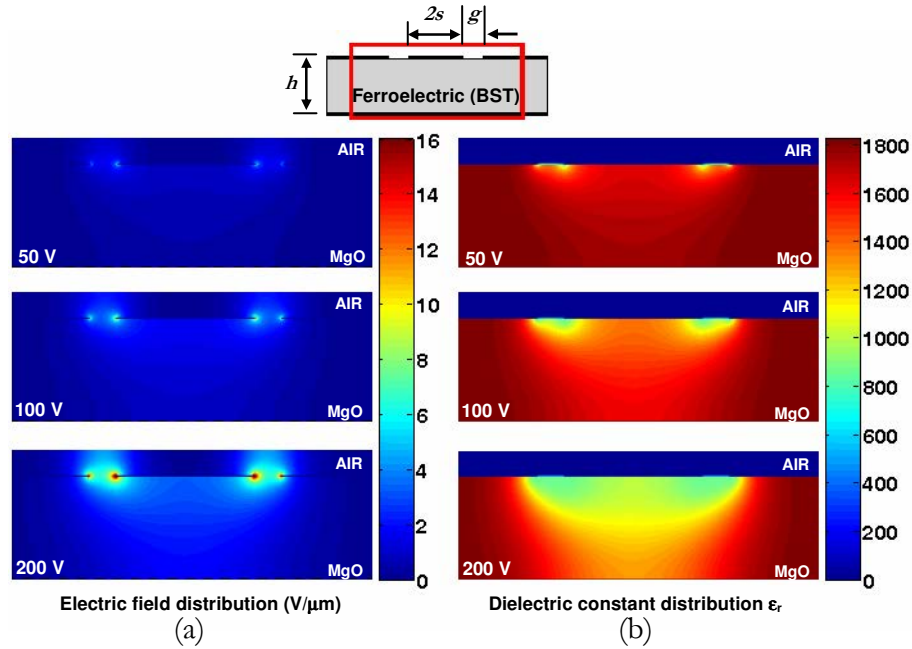 2s g
h
Ferroelectric (BST)
AIR
50 V
MgO
AIR
100 V
MgO
AIR
200 V
MgO
16
14
12
10
8
6
4
2
0
AIR
50 V
MgO
AIR
100 V
MgO
AIR
200 V
MgO
1800
1600
1400
1200
1000
800
600
400
200
0
Electric field distribution (V/μm)
(a)
Dielectric constant distribution εr
(b)